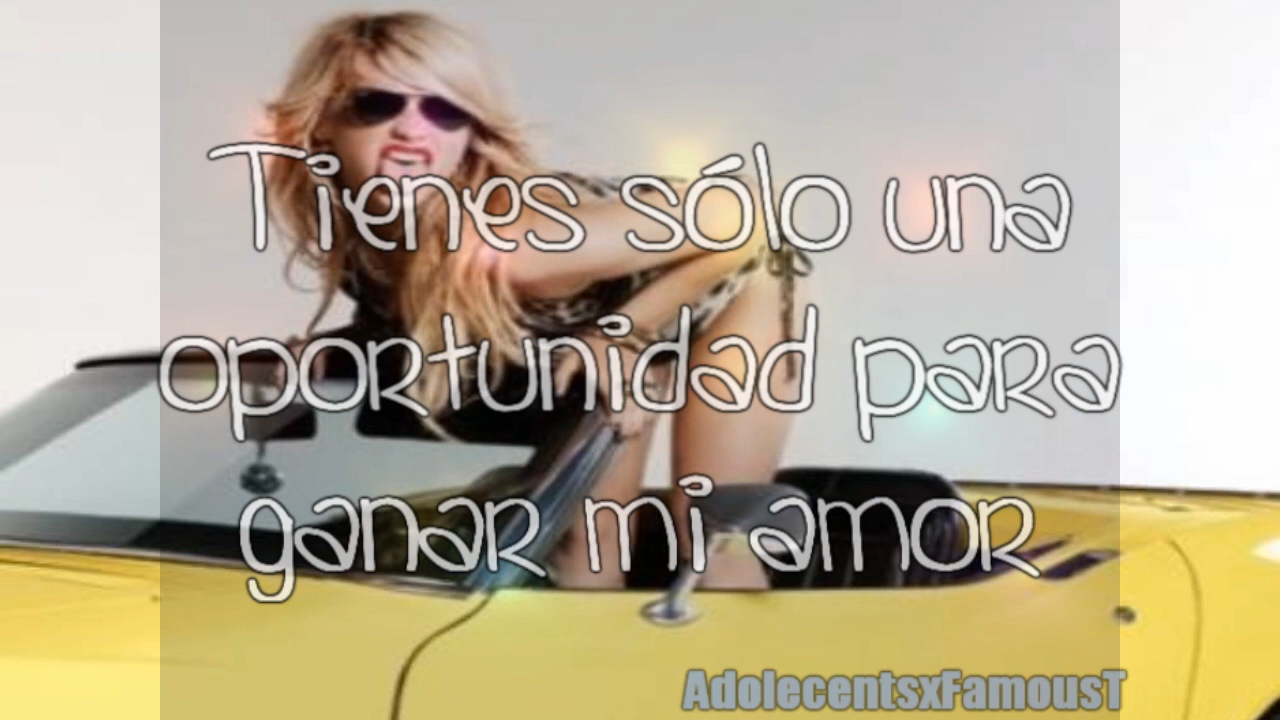 Tienes sólo una
oportunidad para
ganar mi amor
AdolecentsxFamousT